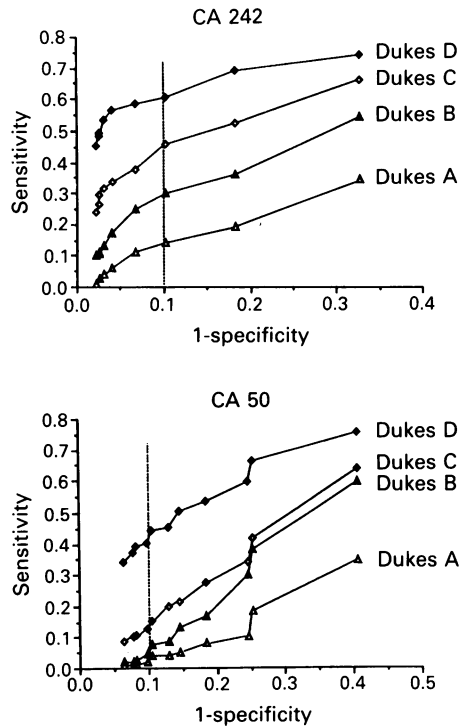 CA 242
0.8
0.7
0.6
0.5
0.4
0.3
0.2
0.1
0.0
Sensitivity
Dukes D
Dukes C
Dukes B
Dukes A
0.0 0.1 0.2 0.3 0.4
1-specificity
CA 50
0.8
0.7
0.6
0.5
0.4
0.3
0.2
0.1
0.0
Sensitivity
Dukes D
Dukes C
Dukes B
Dukes A
0.0 0.1 0.2 0.3 0.4 0.5
1-specificity